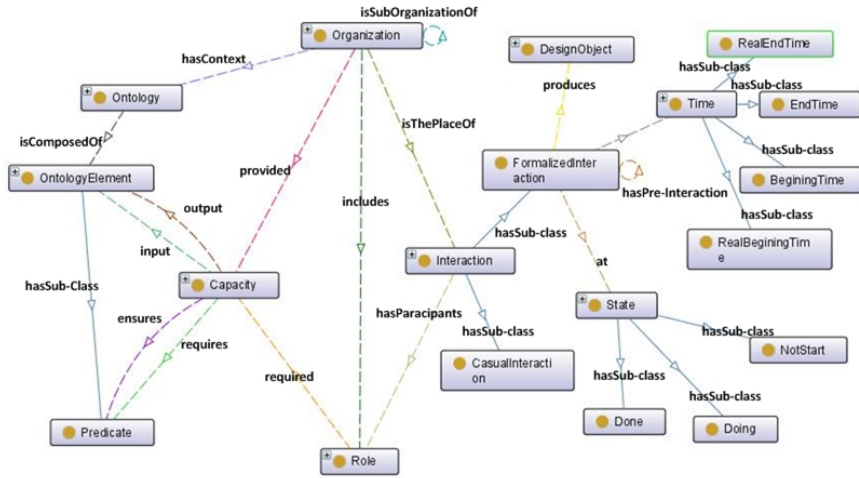 isSubOrganizationOf
Organization
DesignObject
RealEndTime
hasContext
hasSub-class
Ontology
produces
hasSub-class
Time
EndTime
isComposedOf
isThePlaceOf
hasSub-class
OntologyElement
provided
FormalizedInter
action
BeginingTime
output
hasPre-Interaction
hasSub-class
includes
input
hasSub-class
RealBeginingTim
e
Interaction
at
hasSub-Class
Capacity
State
ensures
hasParacipants
requires
hasSub-class
hasSub-class
NotStart
CasualInteracti
on
required
hasSub-class
hasSub-class
Predicate
Done
Doing
Role